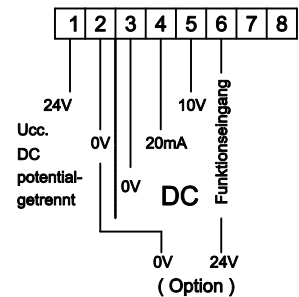 1 2 3 4 5 6 7 8
24V
10V
Ucc.
DC
potential-
getrennt
0V
20mA
0V
DC
Funktionseingang
0V
24V
( Option )